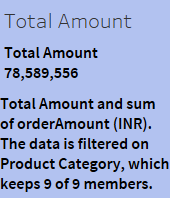 Total Amount
Total Amount
78,589,556
Total Amount and sum
of orderAmount (INR).
The data is filtered on
Product Category, which
keeps 9 of 9 members.